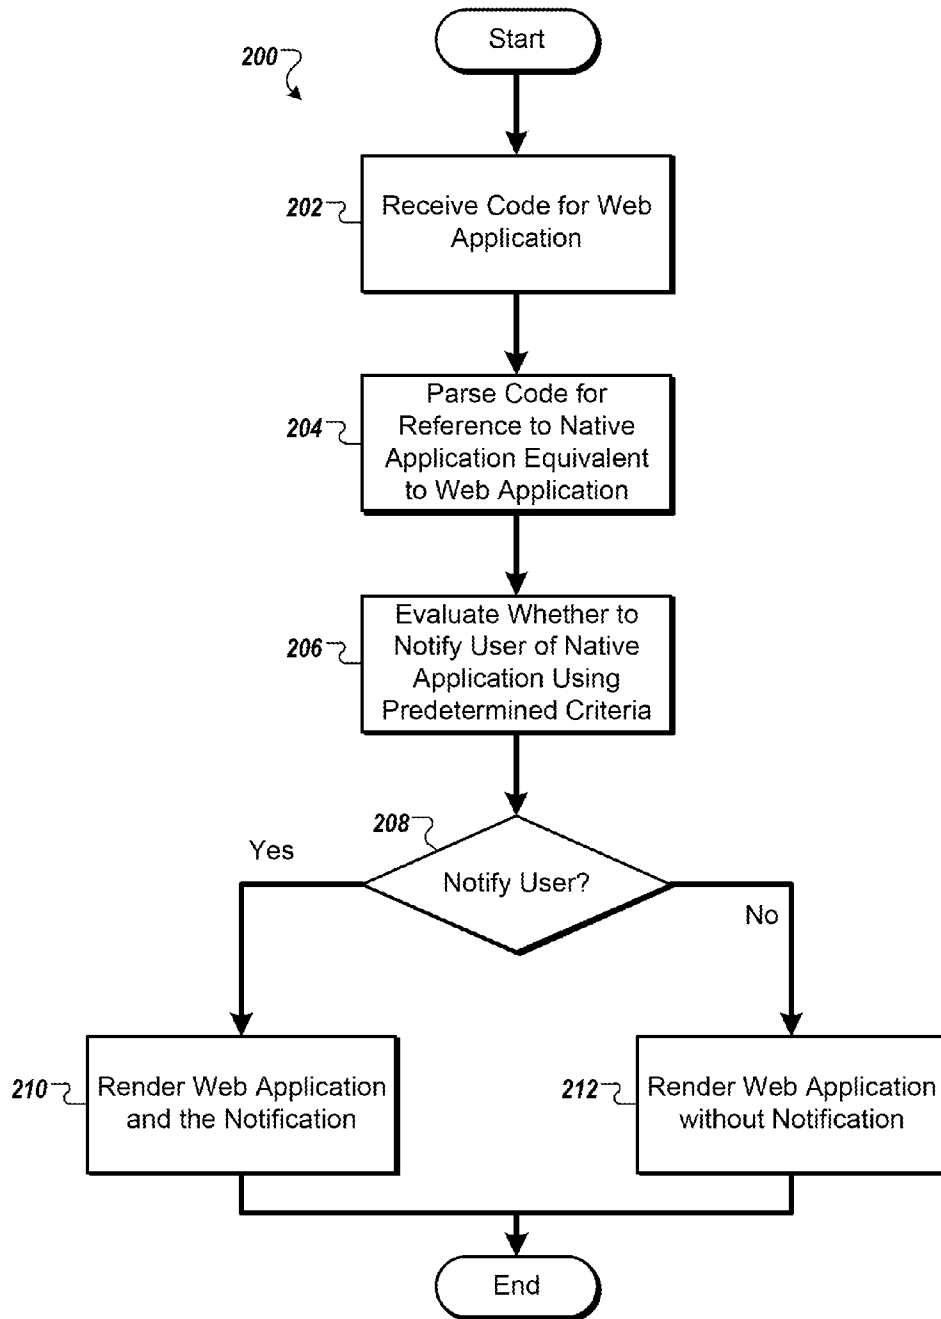 Start
200
202
Receive Code for Web
Application
204
Parse Code for
Reference to Native
Application Equivalent
to Web Application
206
Evaluate Whether to
Notify User of Native
Application Using
Predetermined Criteria
208
Notify User?
Yes
No
210
Render Web Application
and the Notification
212
Render Web Application
without Notification
End